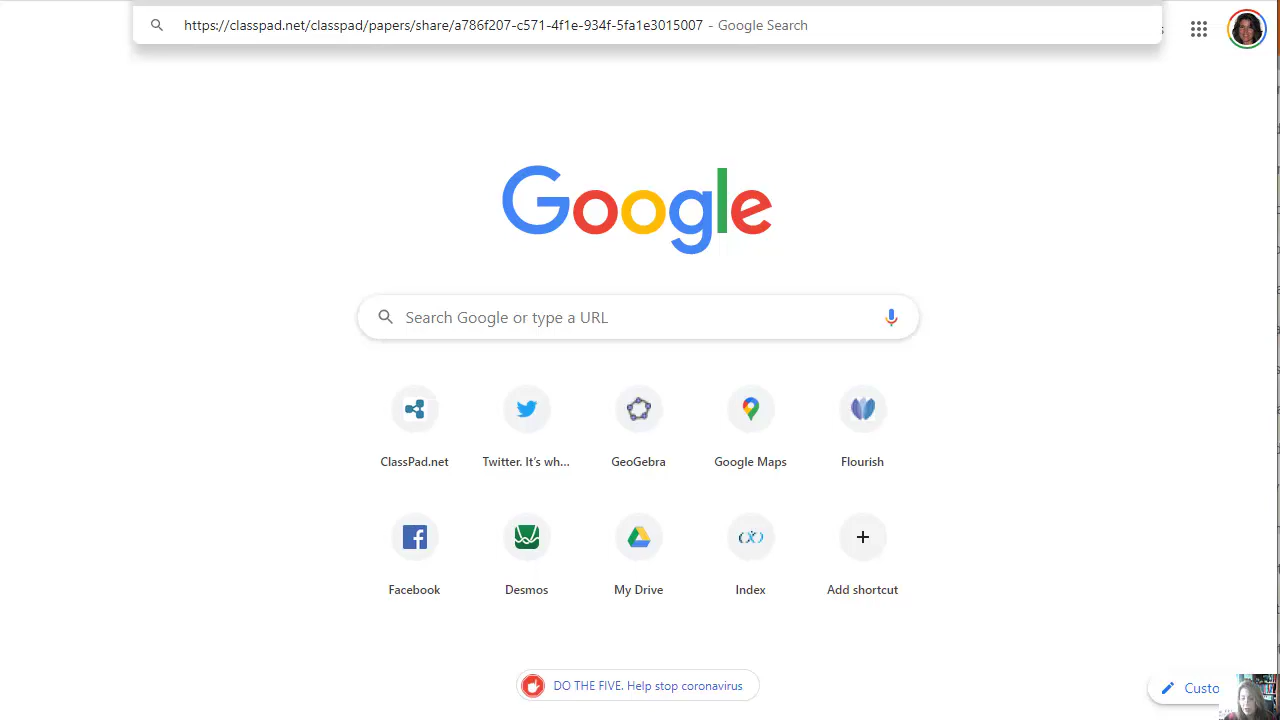 https://classpad.net/classpad/papers/share/a786f207-c571-4f1e-934f-5fa1e3015007 - Google Search
Google
Search Google or type a URL
ClassPad.net
Twitter. It's wh...
GeoGebra
Google Maps
Flourish
Facebook
Desmos
My Drive
Index
Add shortcut
DO THE FIVE. Help stop coronavirus
Custo